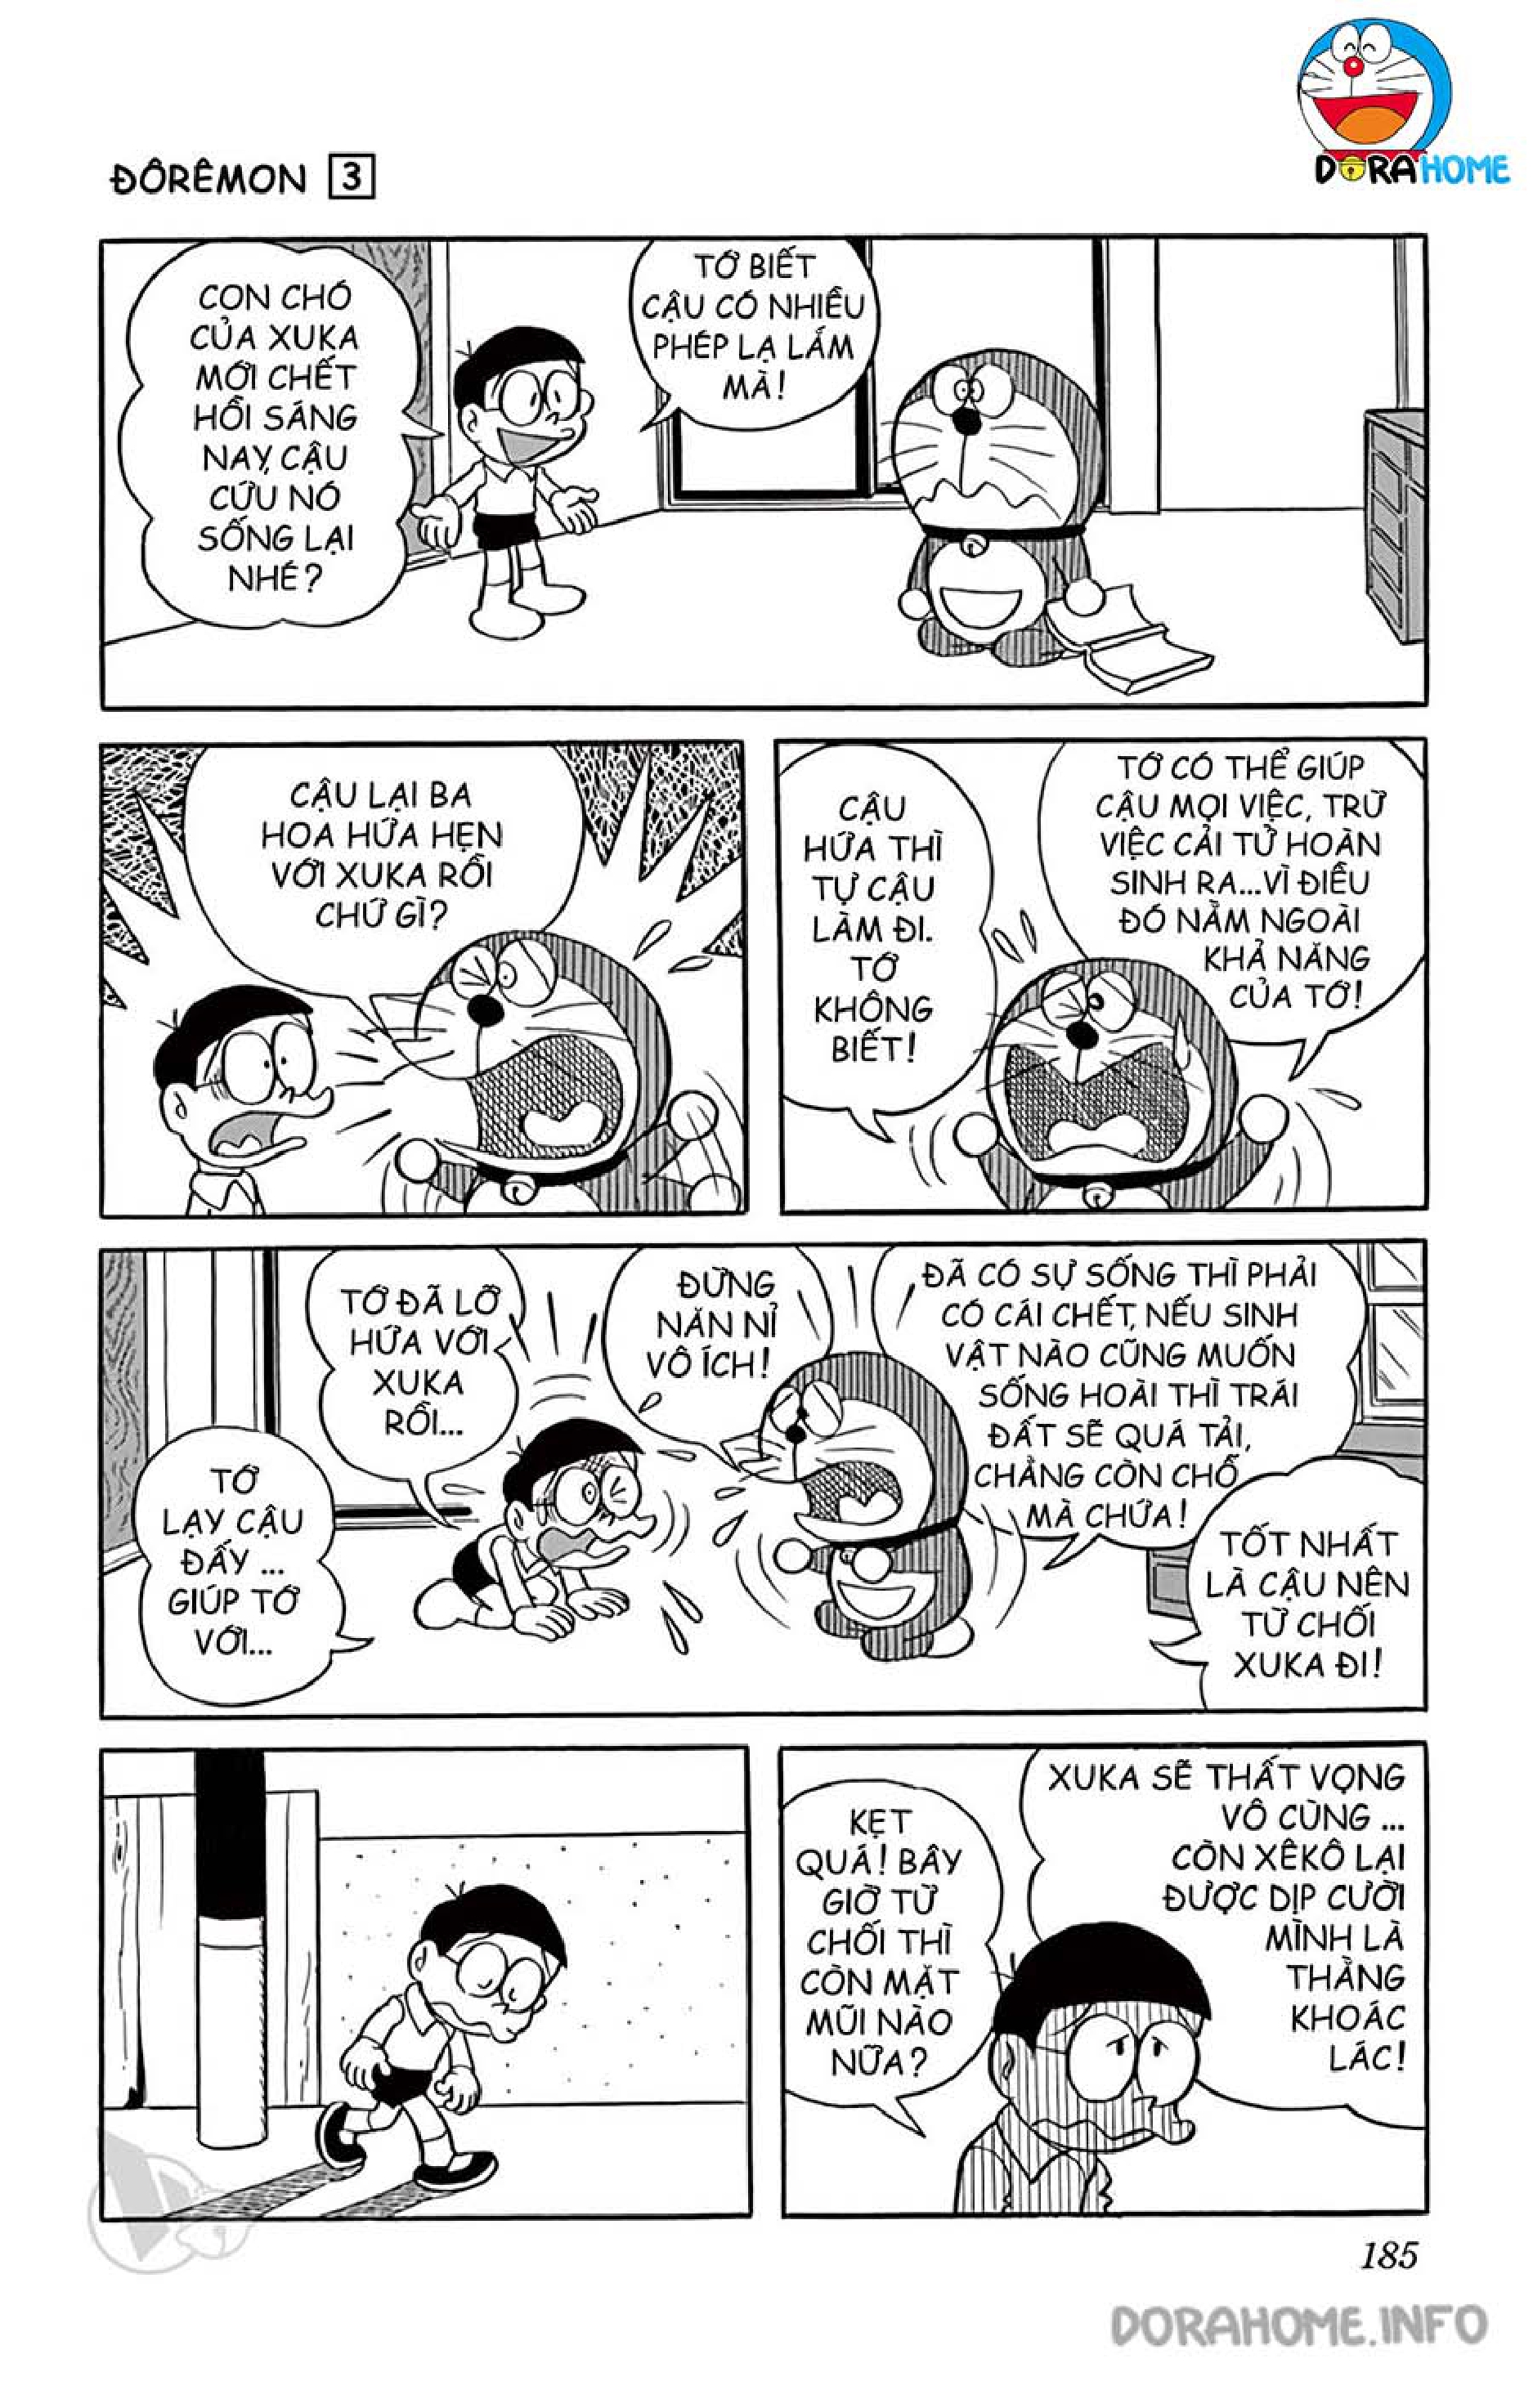 DORAHOME
ĐÔRÊMON 3
CON CHÓ
CỦA XUKA
MỚI CHẾT
HỒI SÁNG
NAY, CẬU
CỨU NÓ
SỐNG LẠI
NHÉ?
TỚ BIẾT
CẬU CÓ NHIỀU
PHÉP LẠ LẮM
MÀ!
CẬU LẠI BA
HOA HỨA HẸN
VỚI XUKA RỒI
CHỨ GÌ?
CẬU
HỨA THÌ
TỰ CẬU
LÀM ĐI.
TỚ
KHÔNG
BIẾT!
TỚ CÓ THỂ GIÚP
CẬU MỌI VIỆC, TRỪ
VIỆC CẢI TỬ HOÀN
SINH RA...VÌ ĐIỀU
ĐÓ NẰM NGOÀI
KHẢ NĂNG
CỦA TỚ!
TỚ
LẠY CẬU
ĐẤY ...
GIÚP TỚ
VỚI...
TỚ ĐÃ LỠ
HỨA VỚI
XUKA
RỒI...
ĐỪNG
NĂN NỈ
VÔ ÍCH!
ĐÃ CÓ SỰ SỐNG THÌ PHẢI
CÓ CÁI CHẾT, NẾU SINH
VẬT NÀO CŨNG MUỐN
SỐNG HOÀI THÌ TRÁI
ĐẤT SẼ QUÁ TẢI,
CHẲNG CÒN CHỖ
MÀ CHỨA!
TỐT NHẤT
LÀ CẬU NÊN
TỪ CHỐI
XUKA ĐI!
KẸT
QUÁ! BÂY
GIỜ TỪ
CHỐI THÌ
CÒN MẶT
MŨI NÀO
NỮA?
XUKA SẼ THẤT VỌNG
VÔ CÙNG ...
CÒN XÊKÔ LẠI
ĐƯỢC DỊP CƯỜI
MÌNH LÀ
THẰNG
KHOÁC
LÁC!
185
DORAHOME.INFO